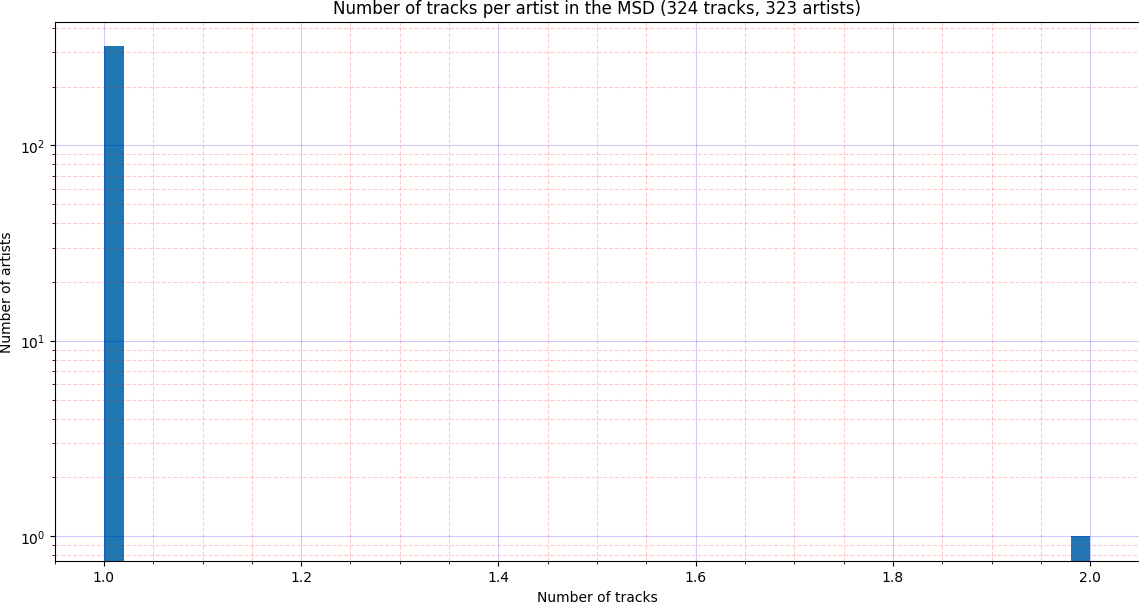 Number of tracks per artist in the MSD (324 tracks, 323 artists)
Number of artists
10²
10¹
10⁰
1.0 1.2 1.4 1.6 1.8 2.0
Number of tracks